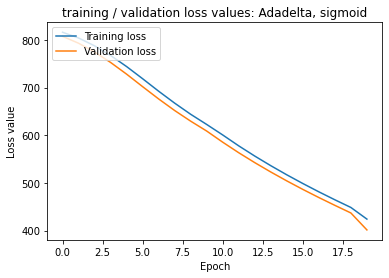 training / validation loss values: Adadelta, sigmoid
Training loss
Validation loss
Loss value
800
700
600
500
400
0.0 2.5 5.0 7.5 10.0 12.5 15.0 17.5
Epoch